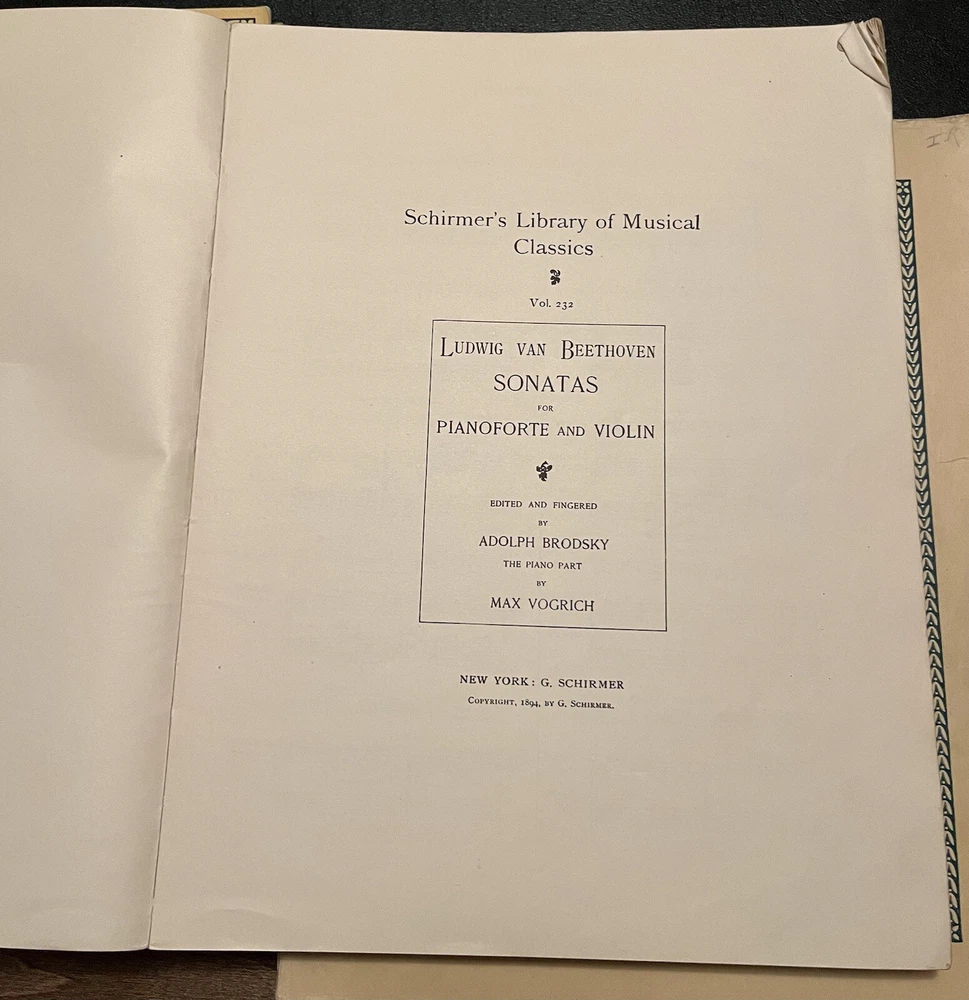 Schirmer's Library of Musical
Classics
Vol. 232
LUDWIG VAN BEETHOVEN
SONATAS
FOR
PIANOFORTE AND VIOLIN
EDITED AND FINGERED
BY
ADOLPH BRODSKY
THE PIANO PART
BY
MAX VOGRICH
NEW YORK: G. SCHIRMER
COPYRIGHT, 1894, BY G. SCHIRMER.